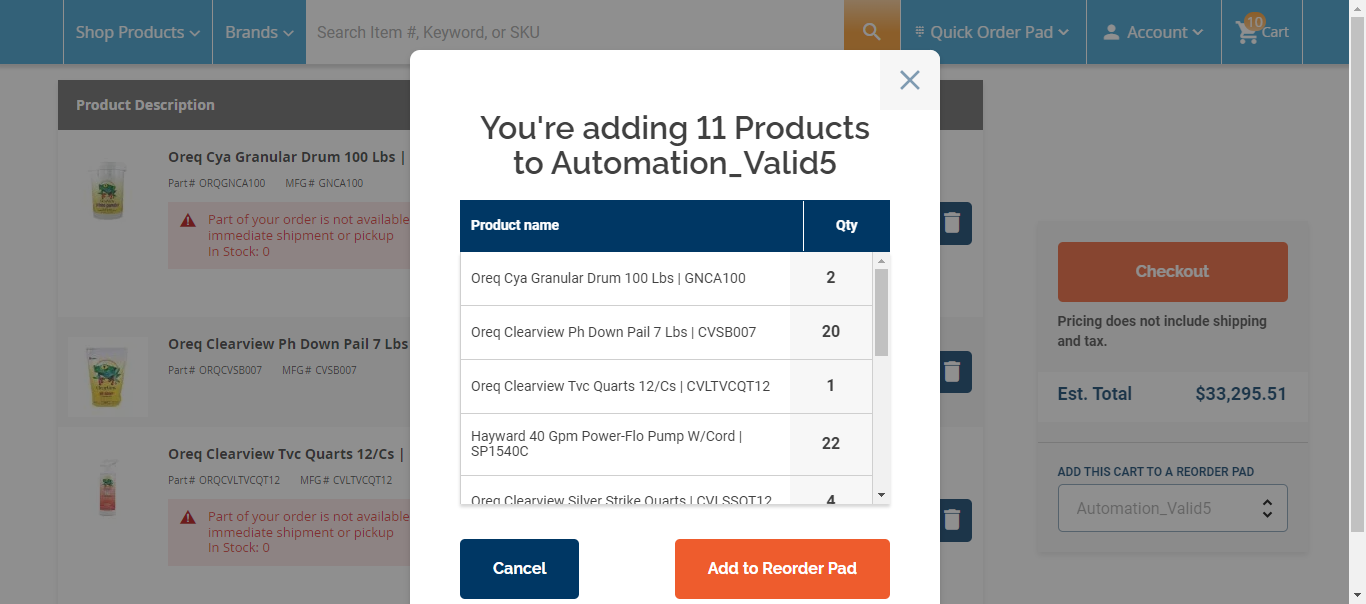 Shop Products
Brands
Search Item #, Keyword, or SKU
Quick Order Pad
Account
10
Cart
Product Description
Oreq Cya Granular Drum 100 Lbs |
Part# ORQGNCA100 MFG# GNCA100
Part of your order is not available
immediate shipment or pickup
In Stock: 0
Oreq Clearview Ph Down Pail 7 Lbs
Part# ORQCVSB007 MFG# CVSB007
Oreq Clearview Tvc Quarts 12/Cs |
Part# ORQCVLTVCQT12 MFG# CVLTVCQT12
Part of your order is not available
immediate shipment or pickup
In Stock: 0
You're adding 11 Products
to Automation_Valid5
Product name Qty
Oreq Cya Granular Drum 100 Lbs | GNCA100 2
Oreq Clearview Ph Down Pail 7 Lbs | CVSB007 20
Oreq Clearview Tvc Quarts 12/Cs | CVLTVCQT12 1
Hayward 40 Gpm Power-Flo Pump W/Cord |
SP1540C 22
Oreq Clearview Silver Strike Quarts | CVLSSQT12 4
Cancel
Add to Reorder Pad
Checkout
Pricing does not include shipping
and tax.
Est. Total $33,295.51
ADD THIS CART TO A REORDER PAD
Automation_Valid5